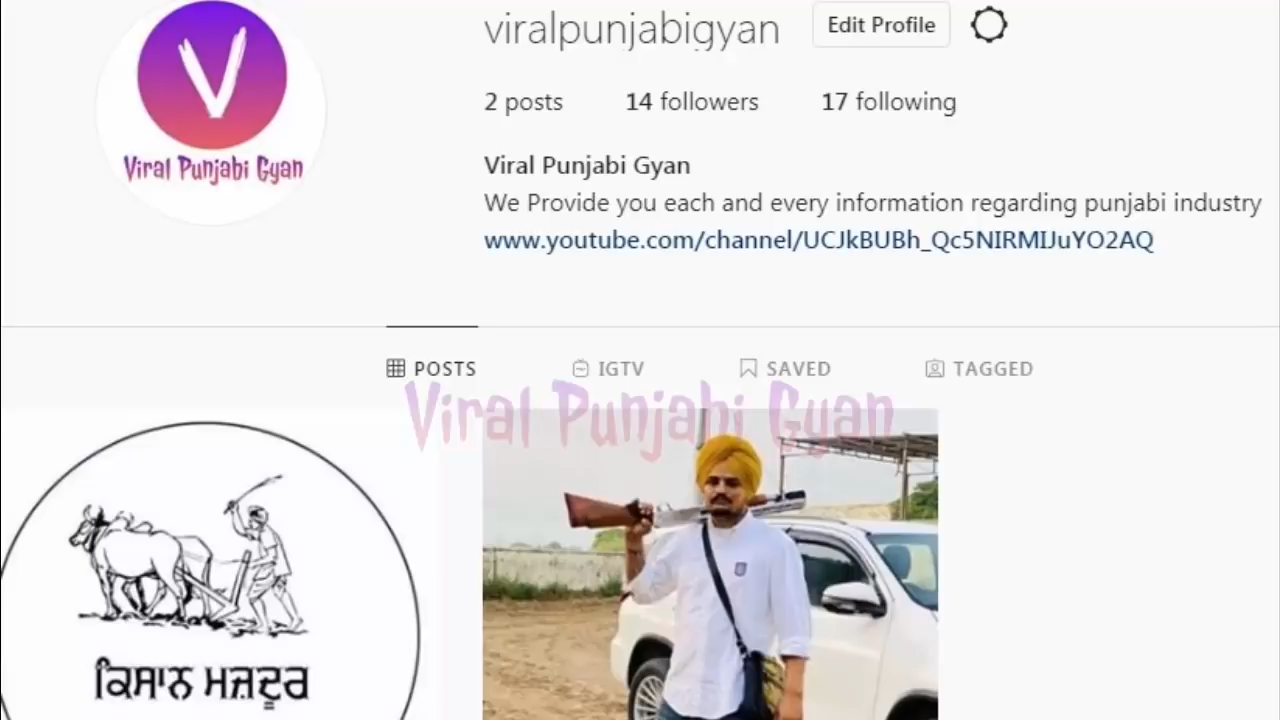 viralpunjabigyan Edit Profile
2 posts 14 followers 17 following
V
Viral Punjabi Gyan
Viral Punjabi Gyan
We Provide you each and every information regarding punjabi industry
www.youtube.com/channel/UCJkBUBh_Qc5NIRMIJuYO2AQ
POSTS IGTV SAVED TAGGED
Viral Punjabi Gyan
ਕਿਸਾਨ ਮਜ਼ਦੂਰ